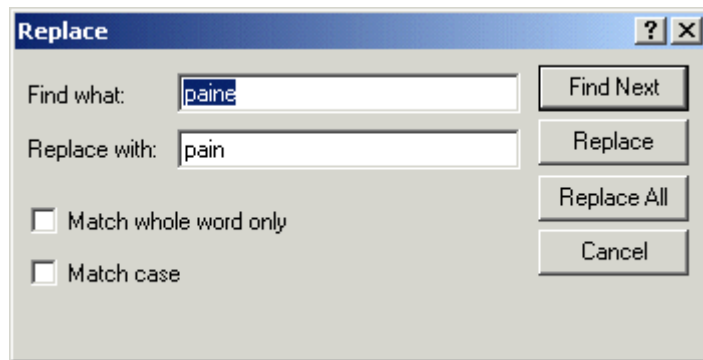 Replace
Find what: paine Find Next
Replace with: pain Replace
Replace All
Match whole word only
Cancel
Match case